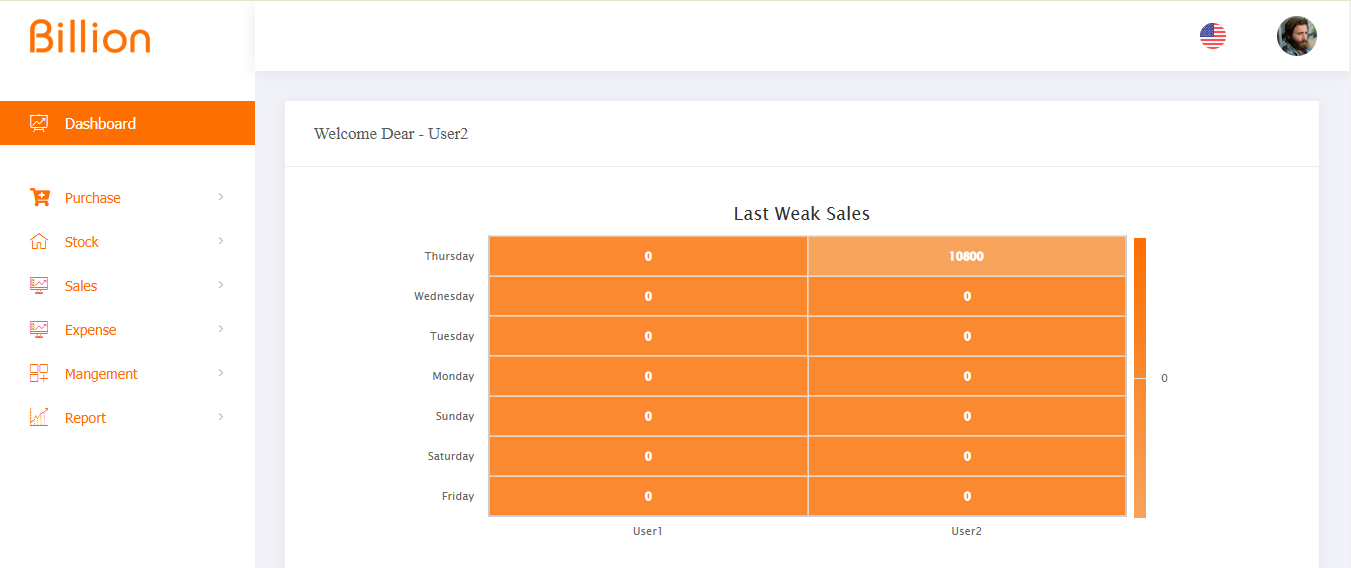 Billion
Dashboard
Purchase
Stock
Sales
Expense
Mangement
Report
Welcome Dear - User2
Last Weak Sales
Thursday 0 10800
Wednesday 0 0
Tuesday 0 0
Monday 0 0
Sunday 0 0
Saturday 0 0
Friday 0 0
User1 User2
0